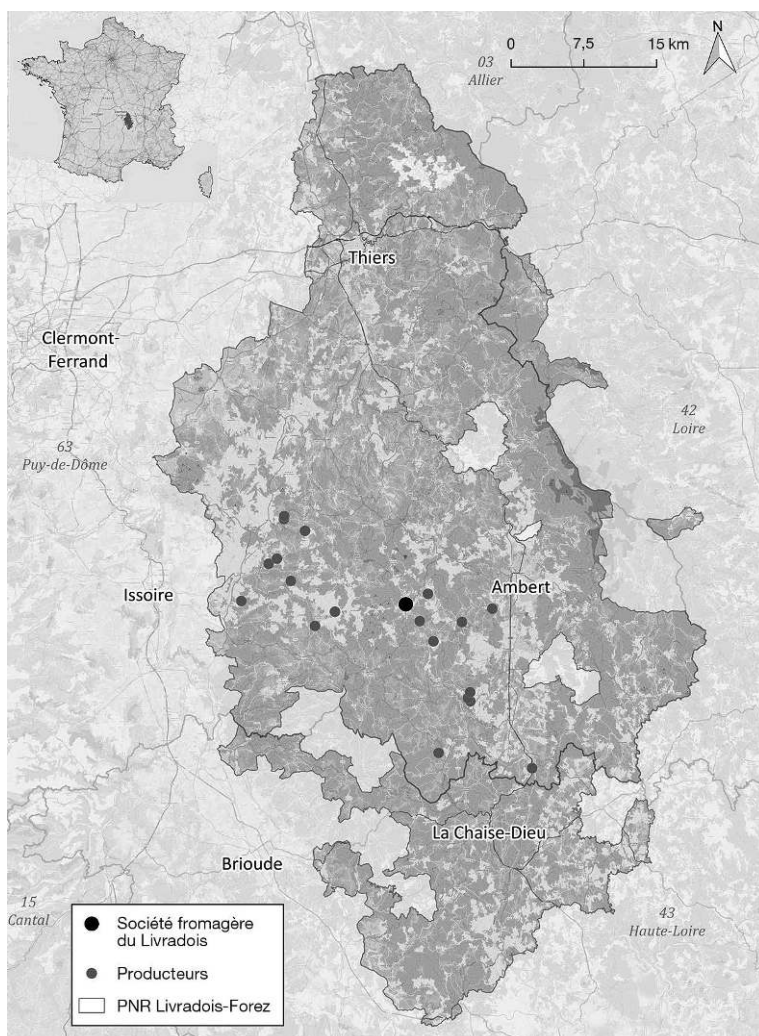 N
0 7,5 15 km
03
Allier
Thiers
Clermont-
Ferrand
42
Loire
63
Puy-de-Dôme
Issoire
Ambert
La Chaise-Dieu
Brioude
15
Cantal
43
Haute-Loire
Société fromagère
du Livradois
Producteurs
PNR Livradois-Forez